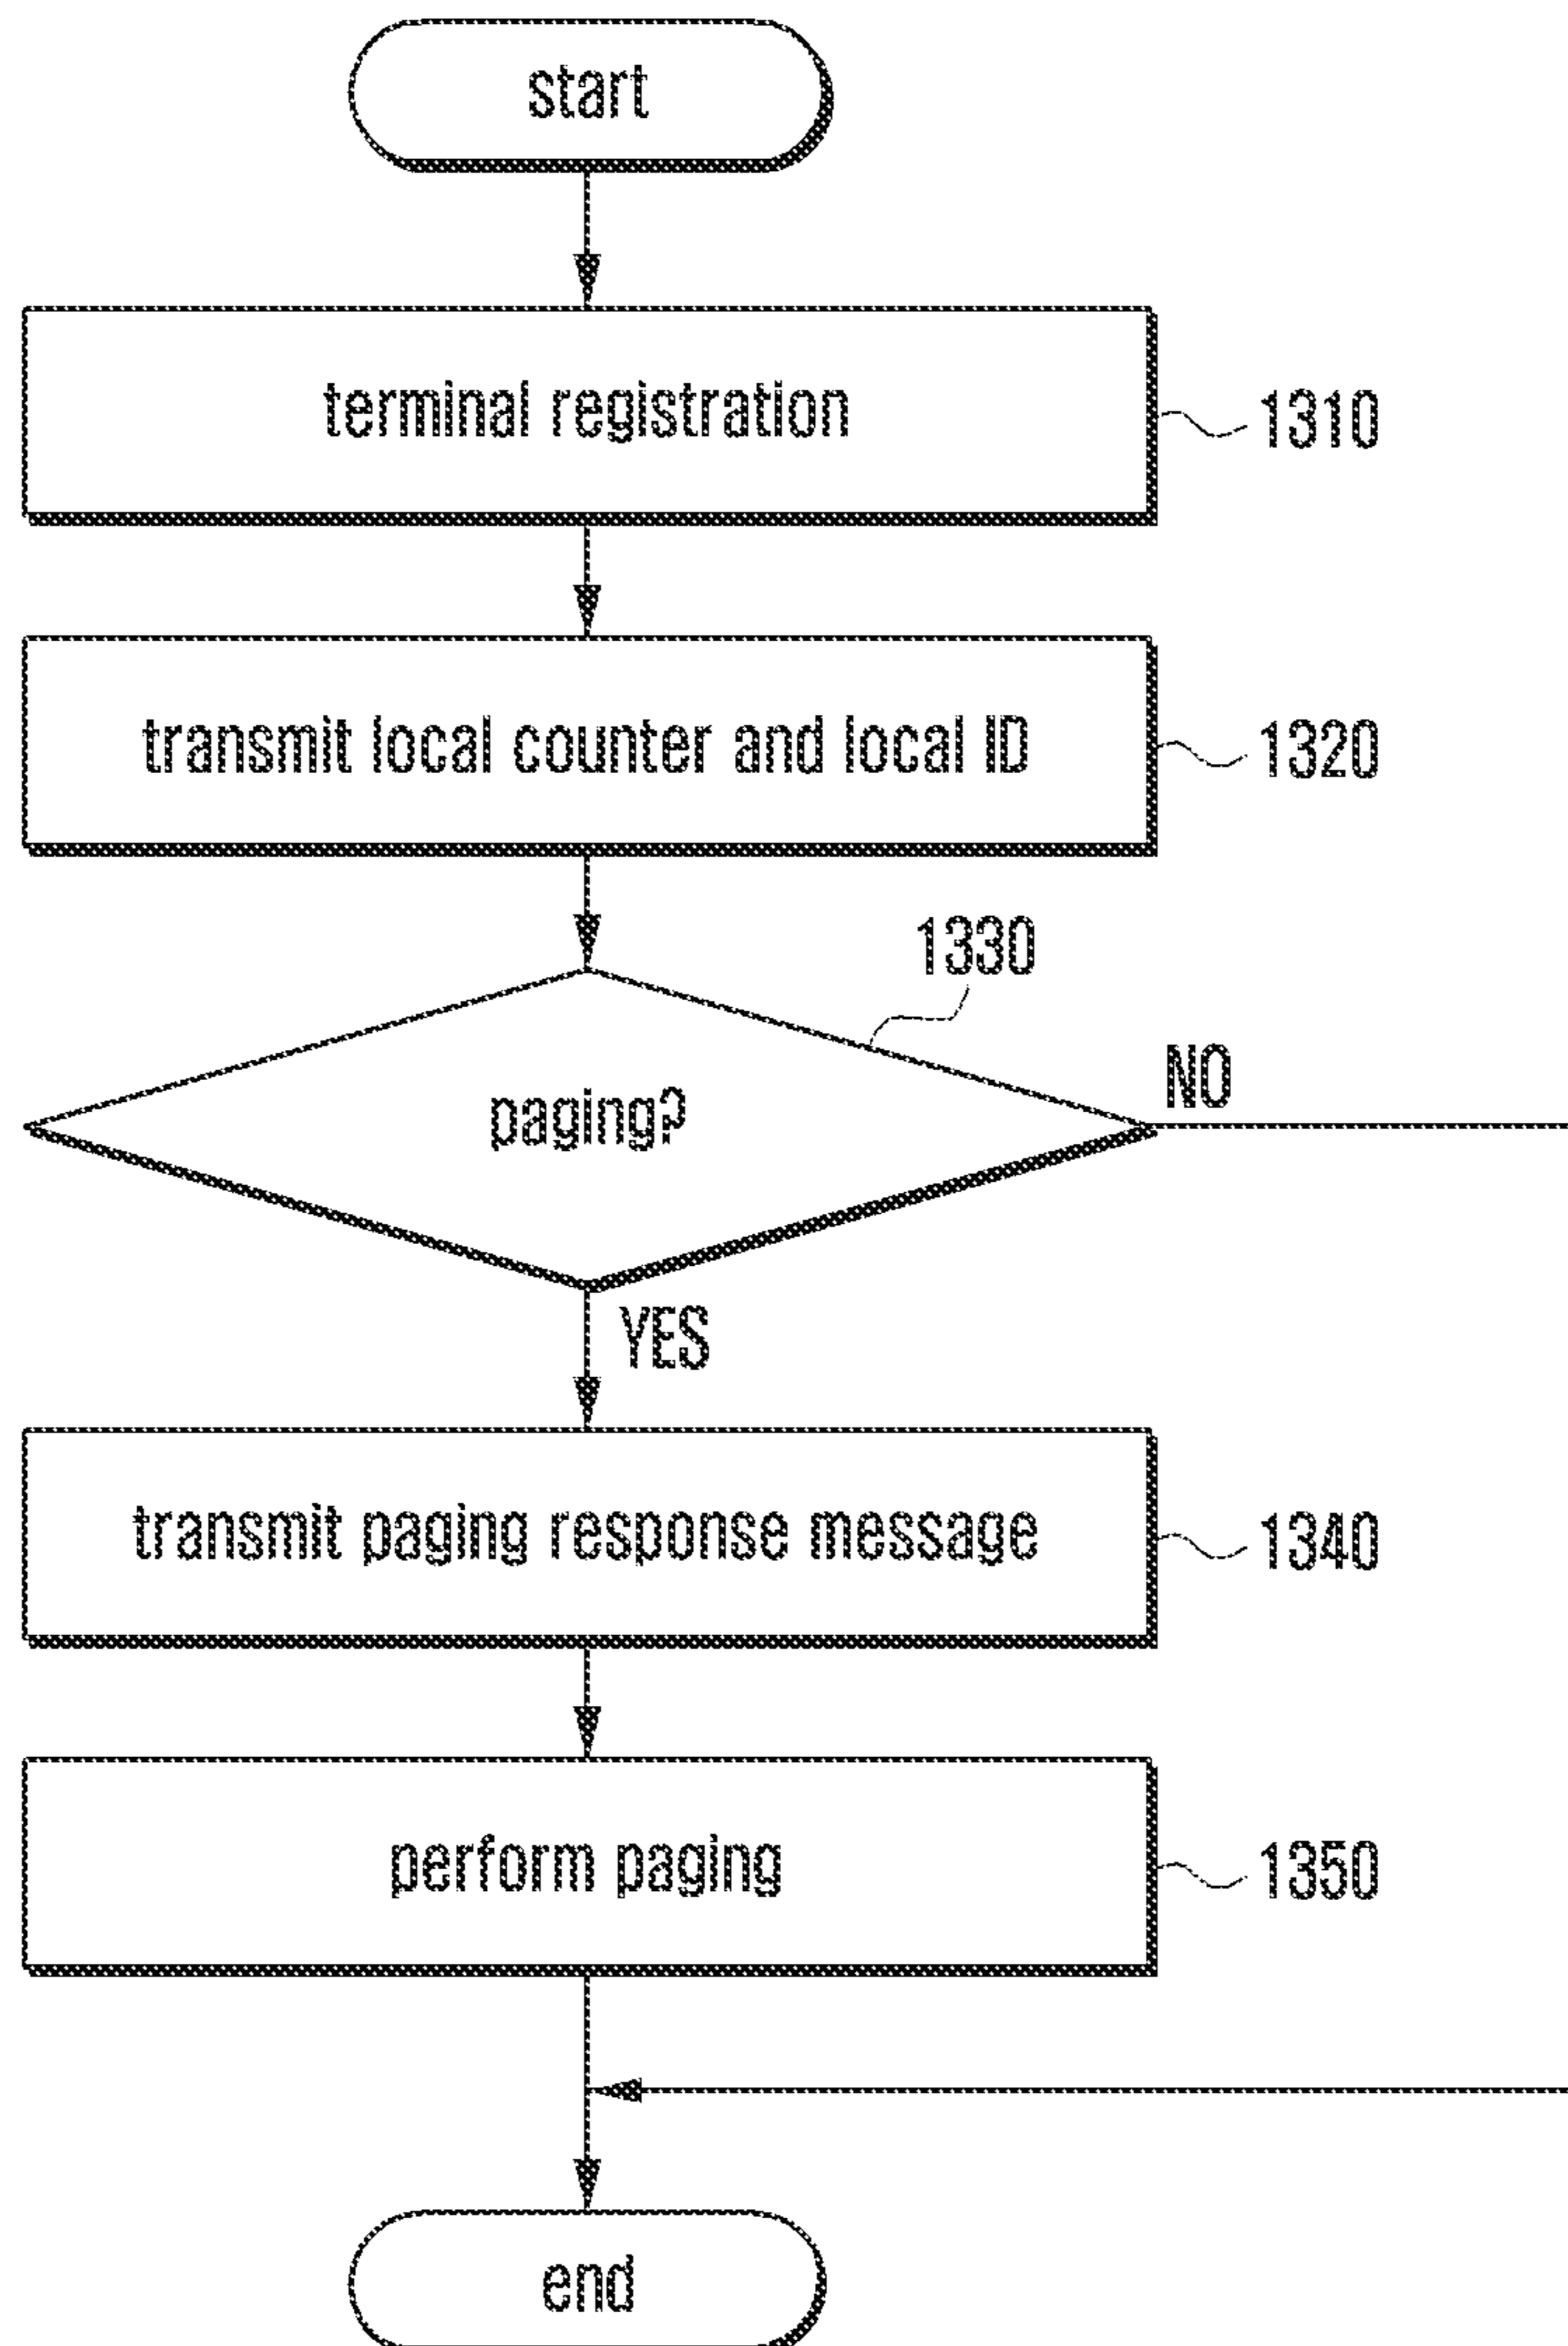 start
terminal registration
1310
transmit local counter and local ID
1320
1330
paging?
NO
YES
transmit paging response message
1340
perform paging
1350
end